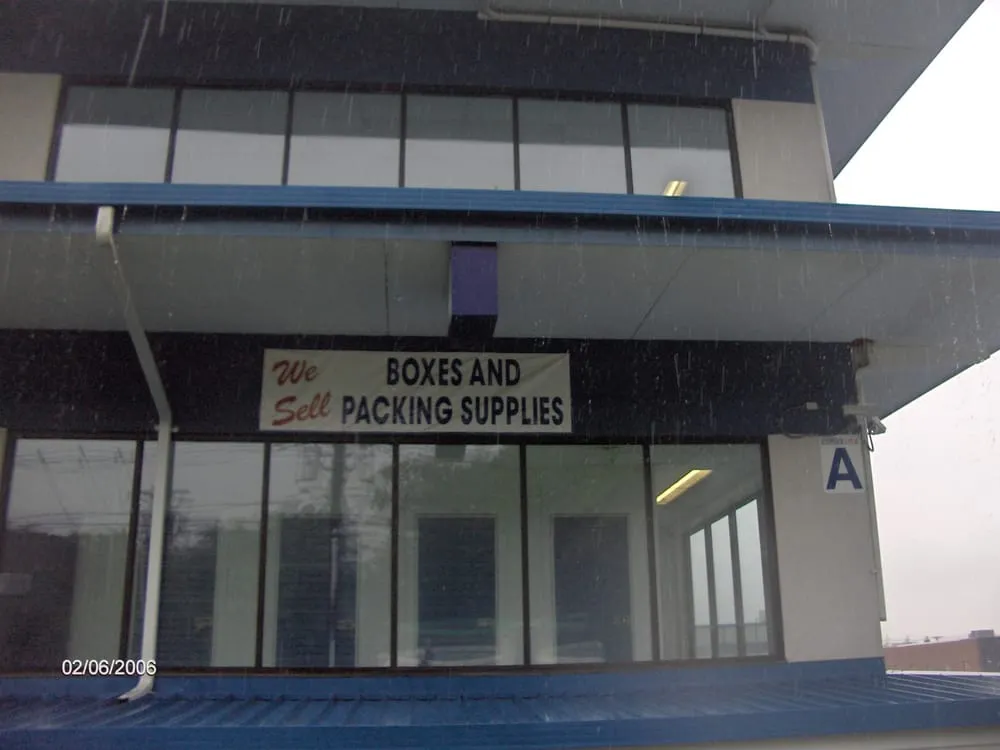 We BOXES AND
Sell PACKING SUPPLIES
A
02/06/2006